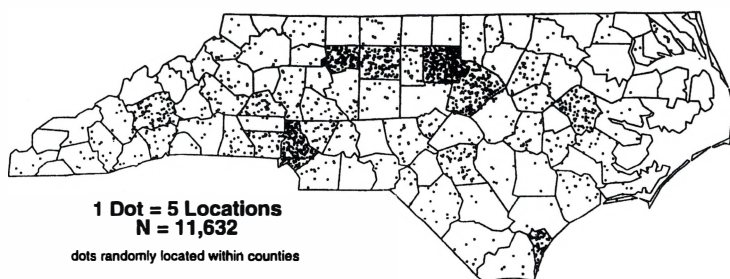 1 Dot = 5 Locations
N = 11,632
dots randomly located within counties